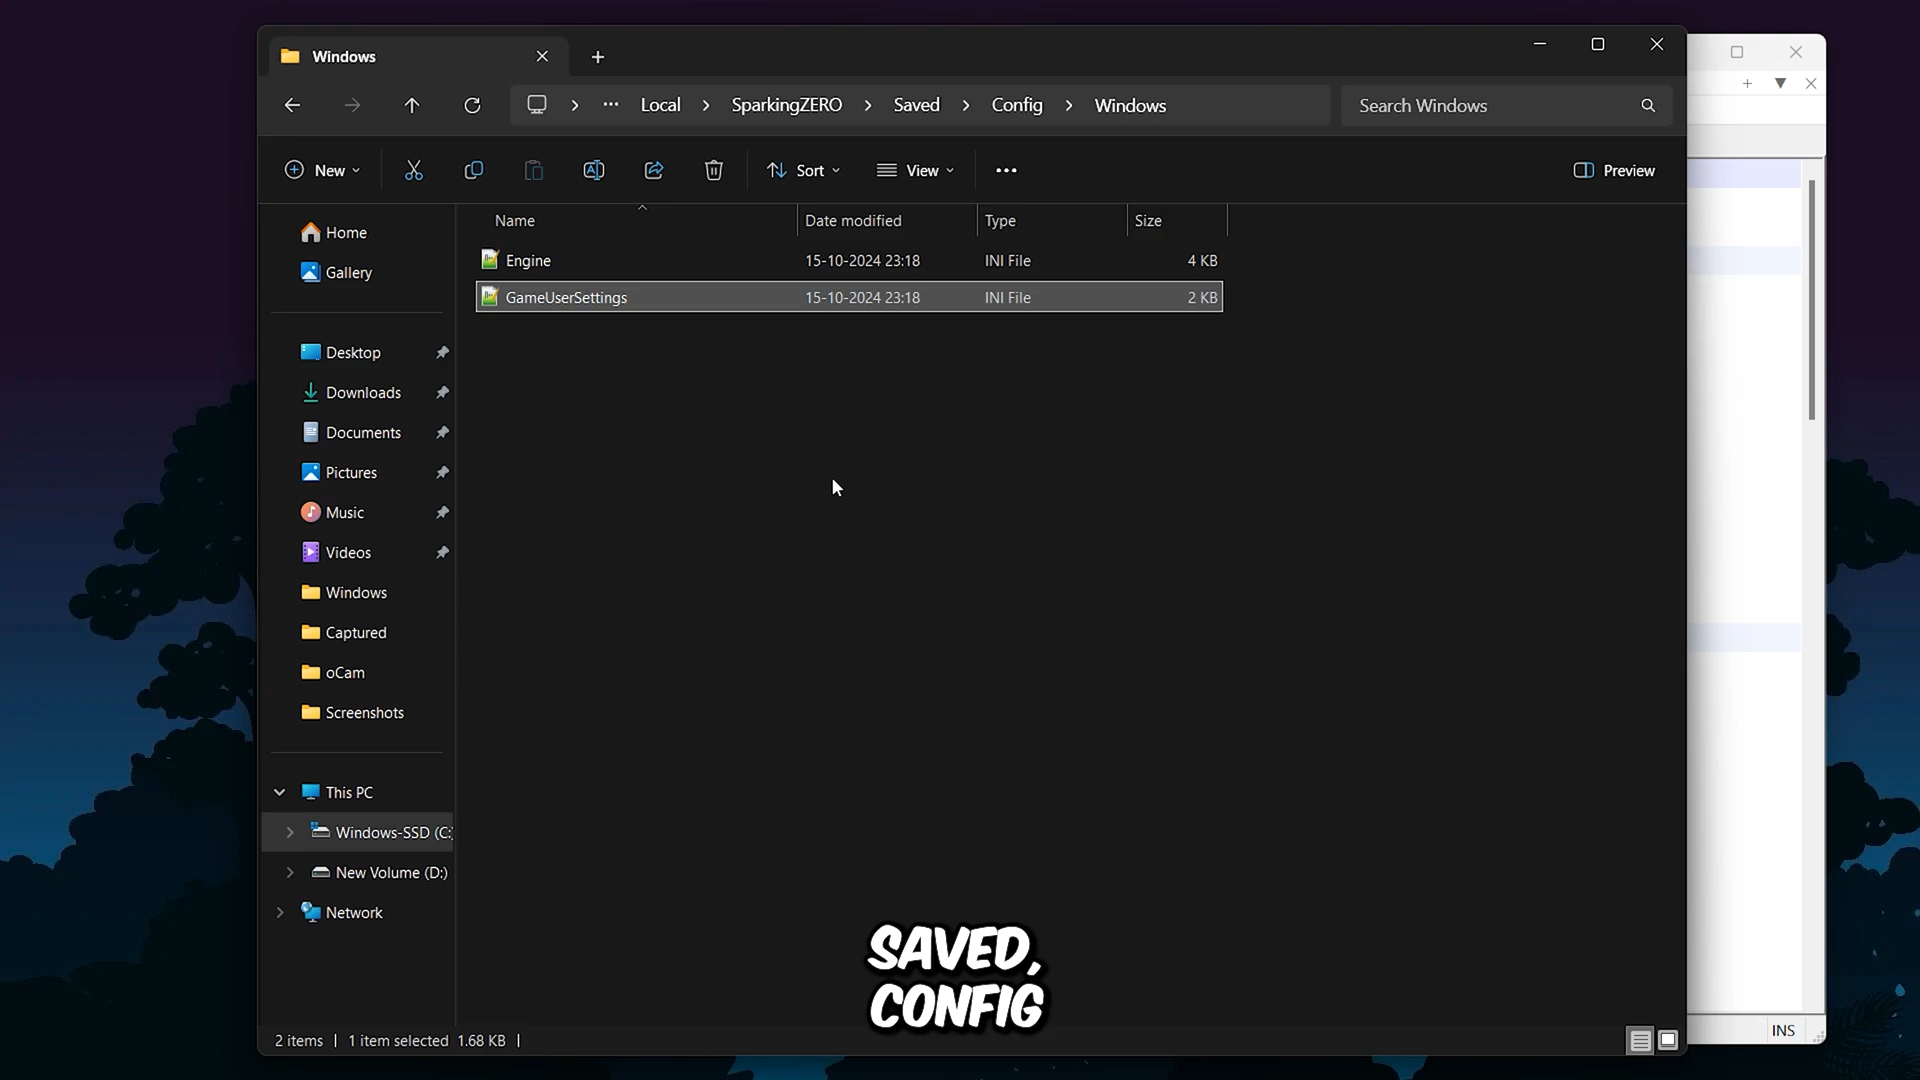 Windows
Local > SparkingZERO > Saved > Config > Windows
Search Windows
New
Sort
View
Preview
Name Date modified Type Size
Engine 15-10-2024 23:18 INI File 4 KB
GameUserSettings 15-10-2024 23:18 INI File 2 KB
Home
Gallery
Desktop
Downloads
Documents
Pictures
Music
Videos
Windows
Captured
oCam
Screenshots
This PC
Windows-SSD (C:)
New Volume (D:)
Network
SAVED,
CONFIG
2 items | 1 item selected 1.68 KB |
INS